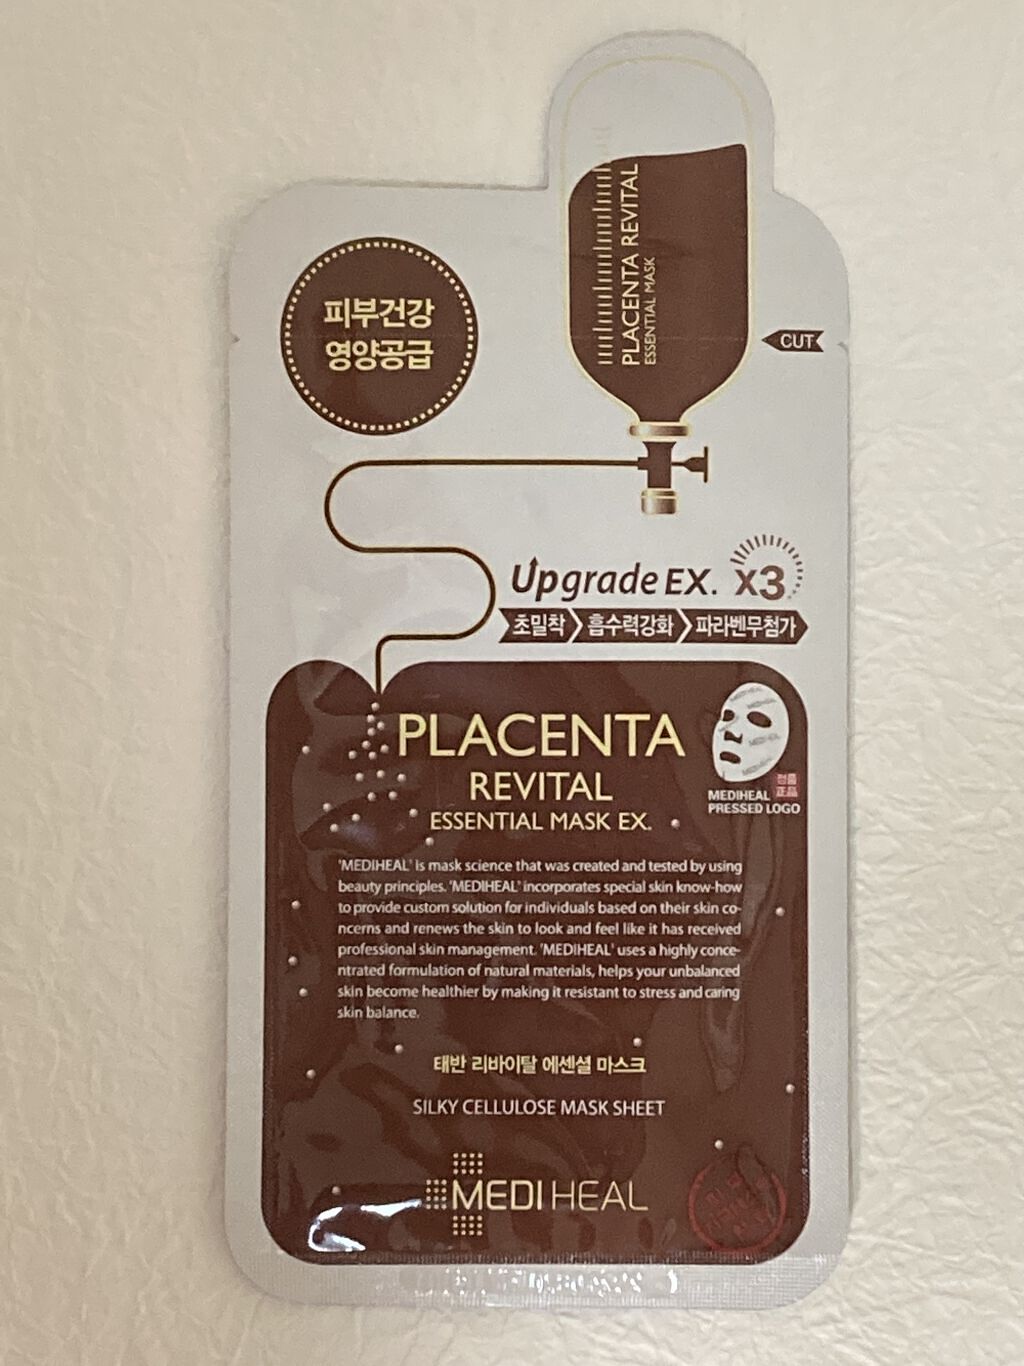 PLACENTA REVITAL
ESSENTIAL MASK
피부건강
영양공급
CUT
Upgrade EX. x3
초밀착 흡수력강화 파라벤무첨가
PLACENTA
REVITAL
ESSENTIAL MASK EX.
MEDIHEAL
PRESSED LOGO
정품
正品
'MEDIHEAL' is mask science that was created and tested by using
beauty principles. 'MEDIHEAL' incorporates special skin know-how
to provide custom solution for individuals based on their skin co-
ncerns and renews the skin to look and feel like it has received
professional skin management. 'MEDIHEAL' uses a highly conce-
ntrated formulation of natural materials, helps your unbalanced
skin become healthier by making it resistant to stress and caring
skin balance.
태반 리바이탈 에센셜 마스크
SILKY CELLULOSE MASK SHEET
MEDIHEAL